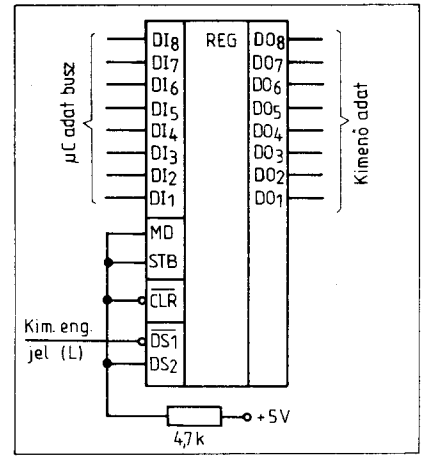 DI8 REG DO8
DI7 DO7
DI6 DO6
DI5 DO5
DI4 DO4
DI3 DO3
DI2 DO2
DI1 DO1
μC adat busz
Kimenő adat
MD
STB
CLR
Kim. eng.
jel (L)
DS1
DS2
4,7k
+5V